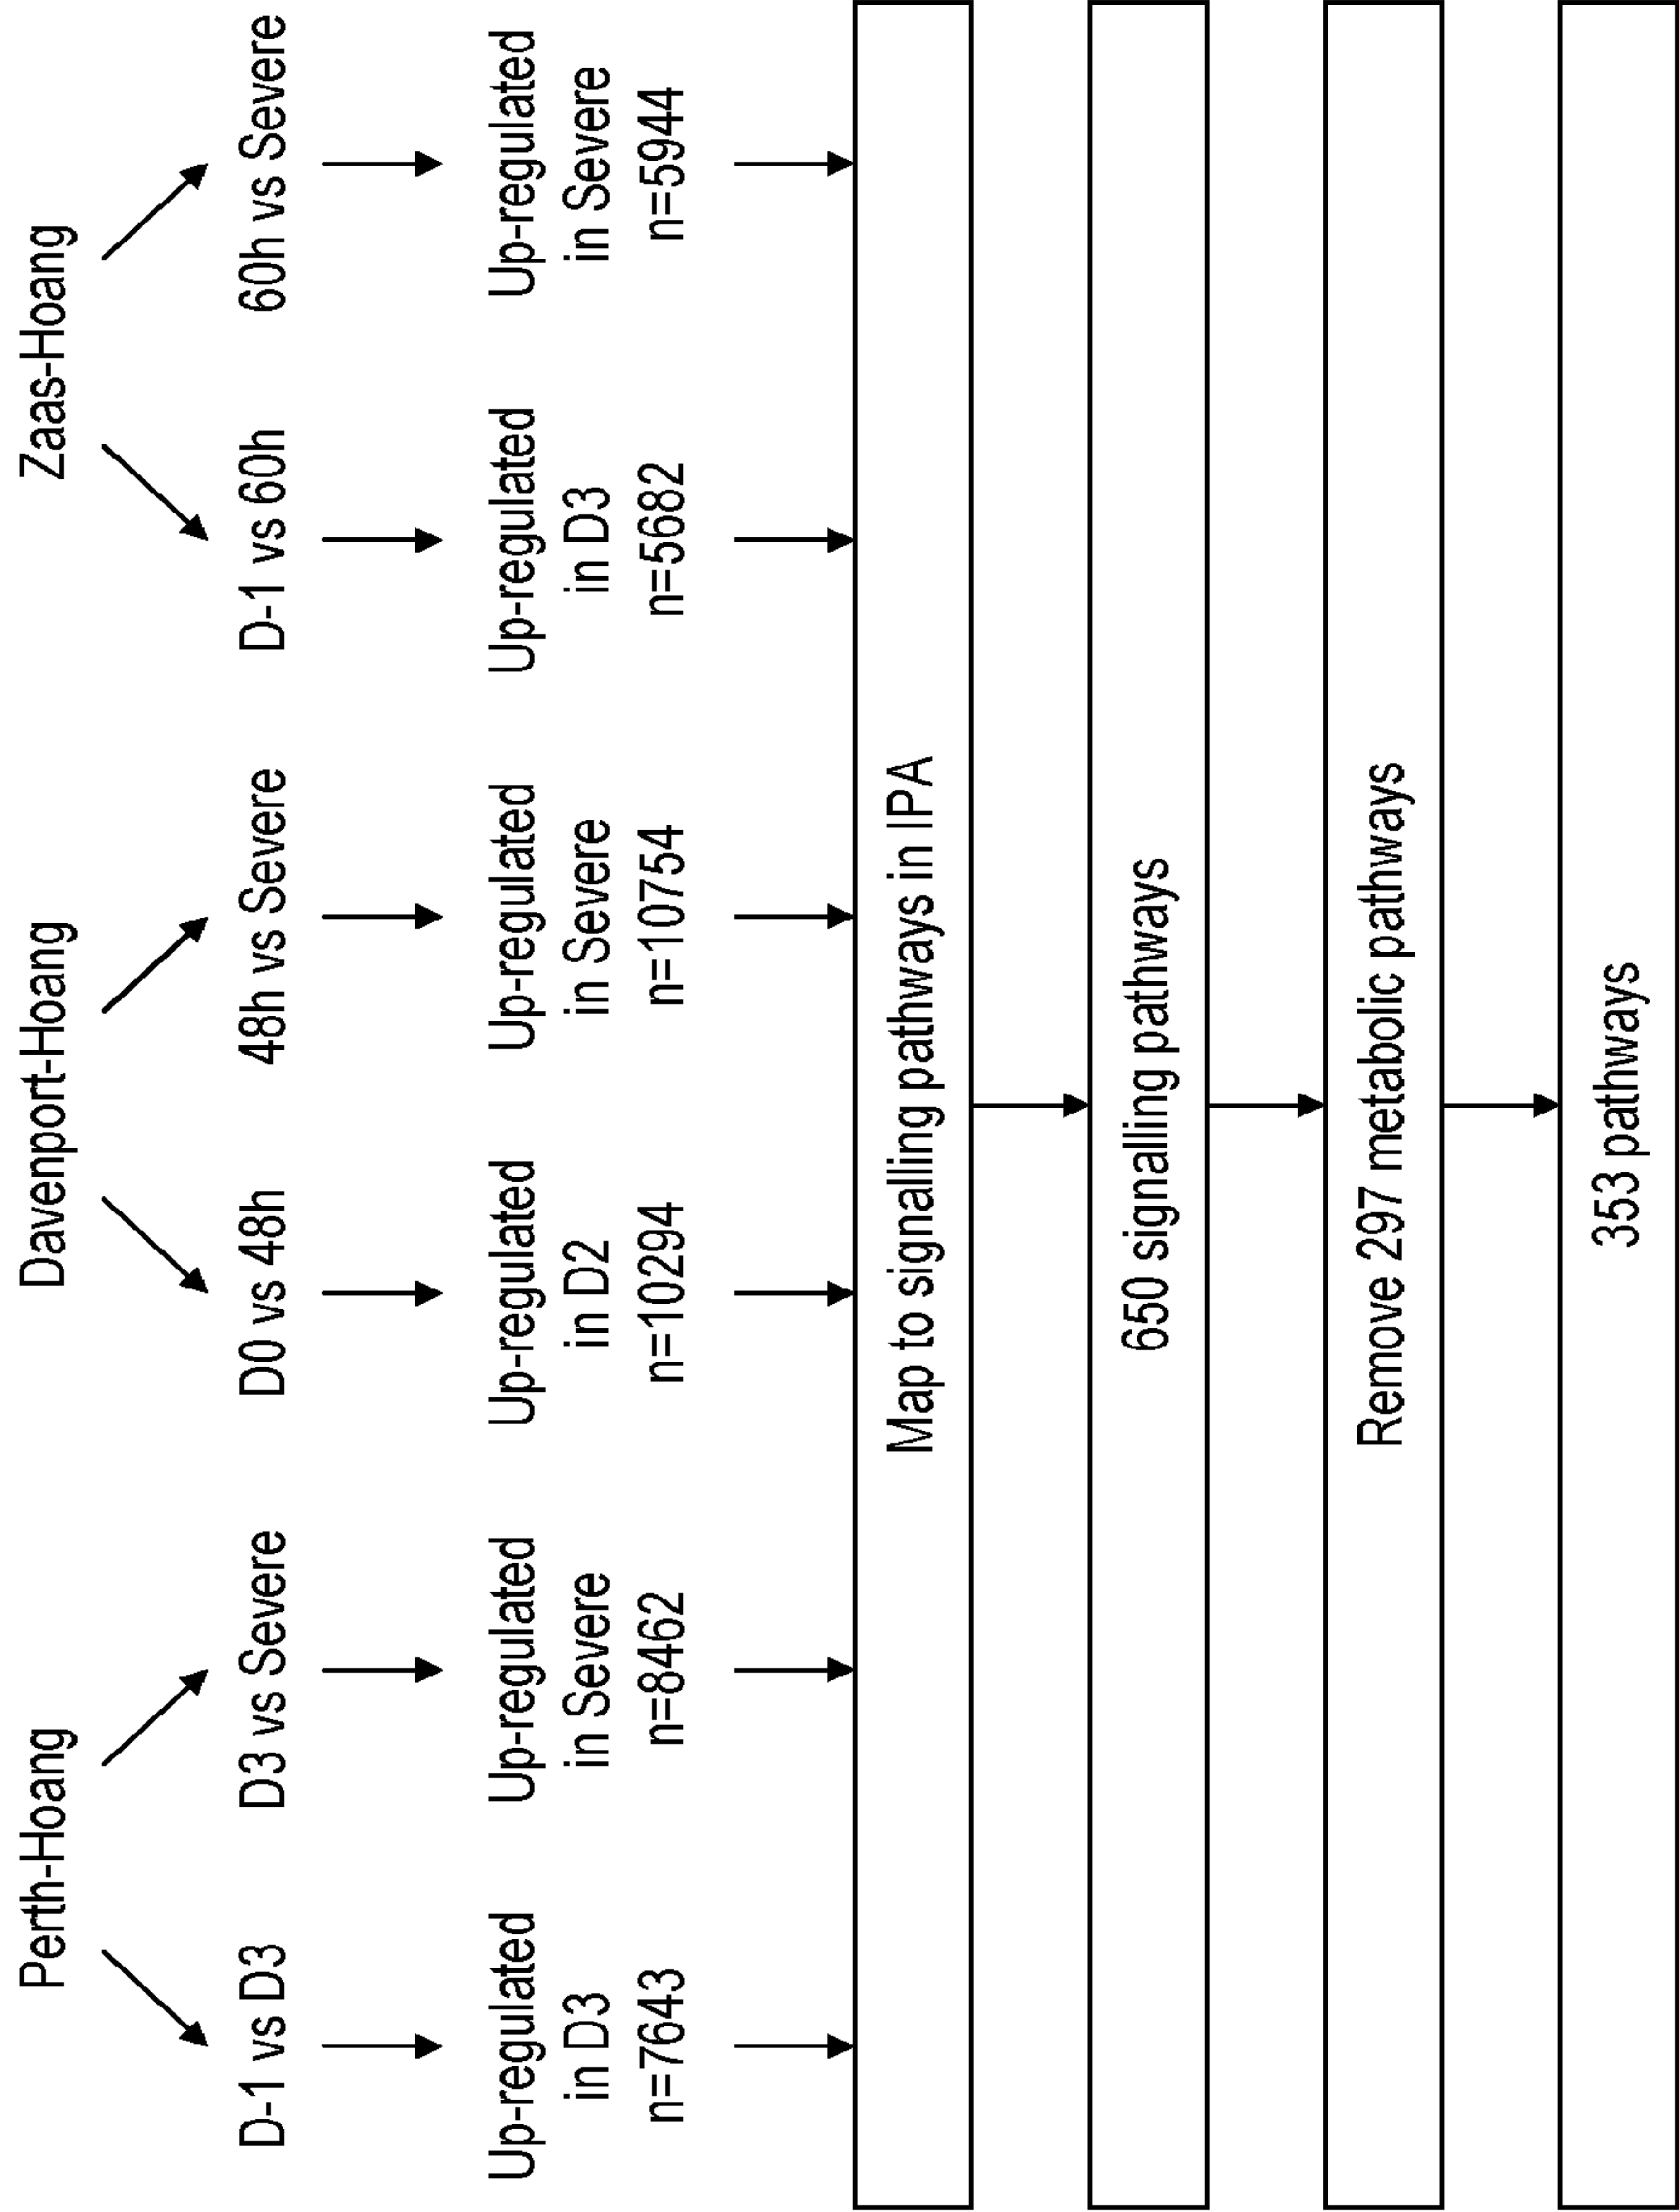 Perth-Hoang
Davenport-Hoang
Zaas-Hoang
D-1 vs D3
D3 vs Severe
D0 vs 48h
48h vs Severe
D-1 vs 60h
60h vs Severe
Up-regulated
in D3
n=7643
Up-regulated
in Severe
n=8462
Up-regulated
in D2
n=10294
Up-regulated
in Severe
n=10754
Up-regulated
in D3
n=5682
Up-regulated
in Severe
n=5944
Map to signalling pathways in IPA
650 signalling pathways
Remove 297 metabolic pathways
353 pathways